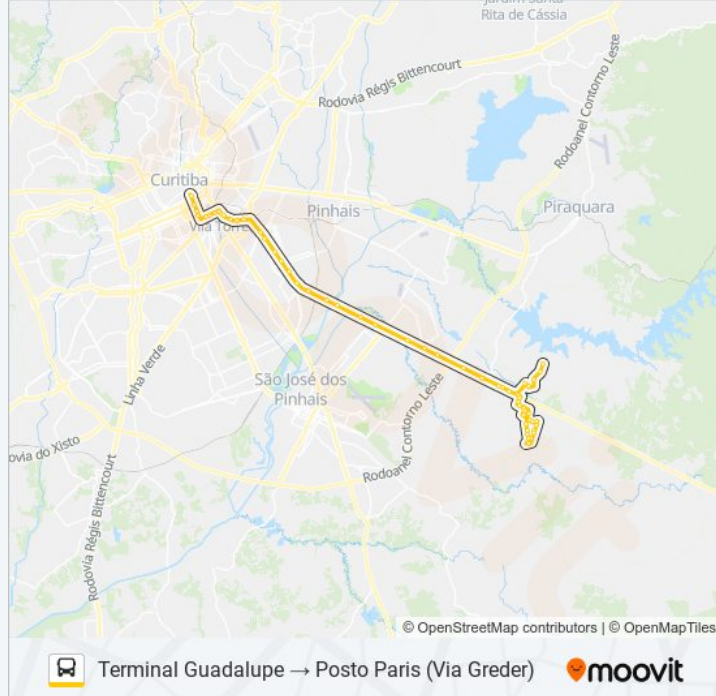 Jardim Santa
Rita de Cássia
Rodovia Régis Bittencourt
Rodoanel Contorno Leste
Curitiba
Pinhais
Piraquara
Vila Torre
Linha Verde
São José dos
Pinhais
Rodoanel Contorno Leste
ovia do Xisto
Rodovia Régis Bittencourt
© OpenStreetMap contributors | © OpenMapTiles
Terminal Guadalupe → Posto Paris (Via Greder)
moovit